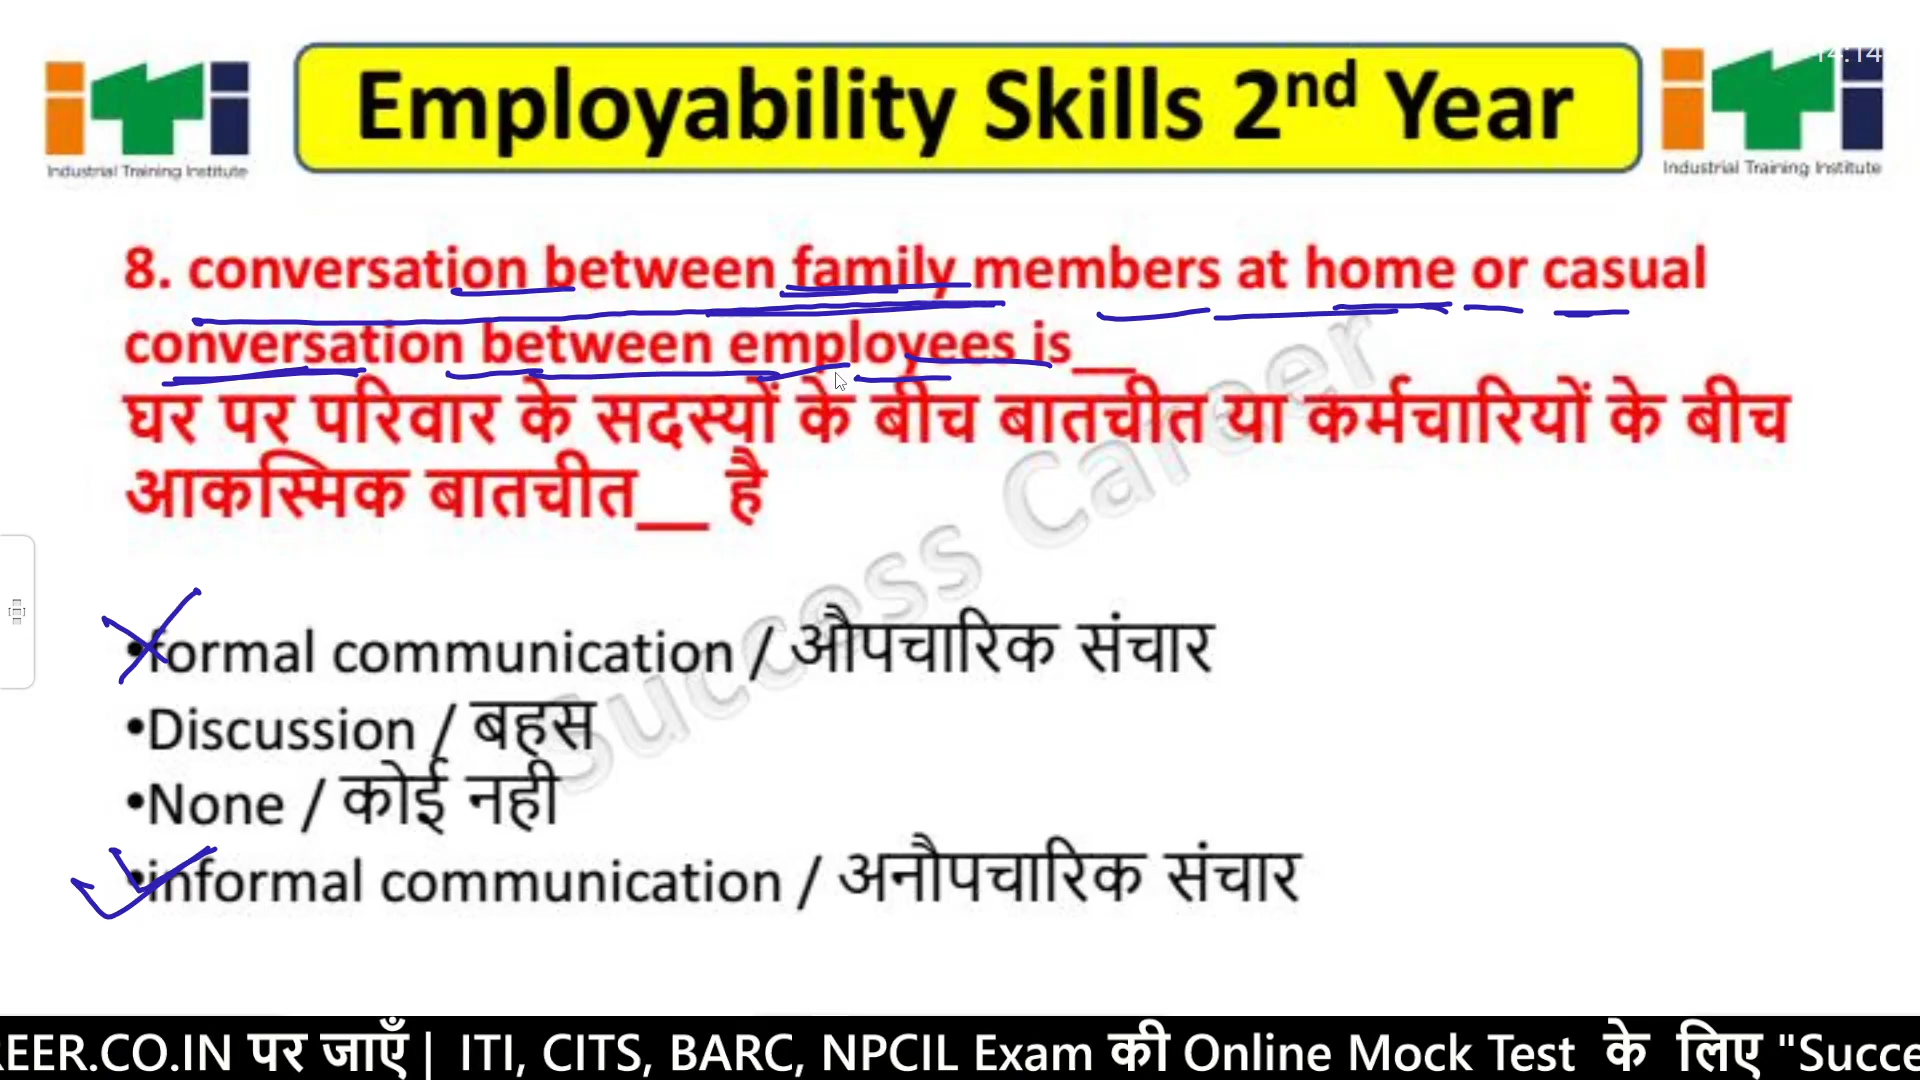 14:14
Employability Skills 2nd Year
Industrial Training Institute
Industrial Training Institute
8. conversation between family members at home or casual
conversation between employees is__
घर पर परिवार के सदस्यों के बीच बातचीत या कर्मचारियों के बीच
आकस्मिक बातचीत__ है
•formal communication / औपचारिक संचार
•Discussion / बहस
•None / कोई नही
•informal communication / अनौपचारिक संचार
Success Career
REER.CO.IN पर जाएँ | ITI, CITS, BARC, NPCIL Exam की Online Mock Test के लिए "Succe